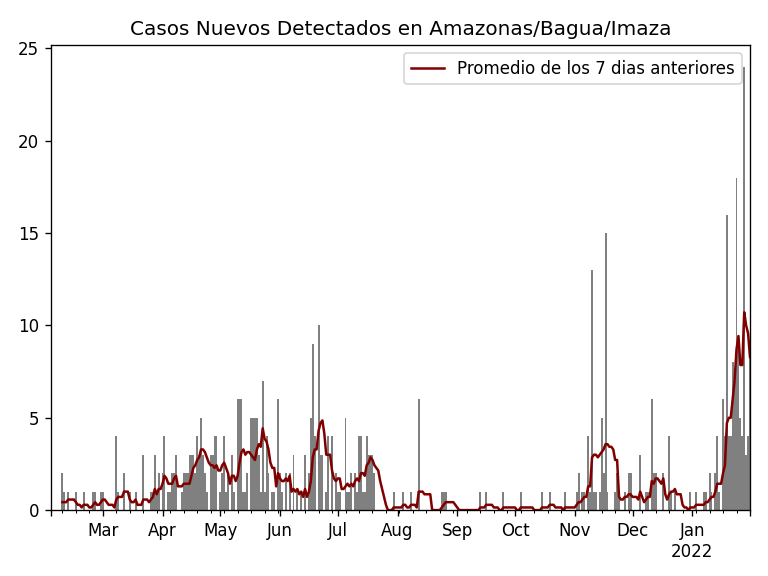 Casos Nuevos Detectados en Amazonas/Bagua/Imaza
Promedio de los 7 dias anteriores
25
20
15
10
5
0
Mar Apr May Jun Jul Aug Sep Oct Nov Dec Jan
2022